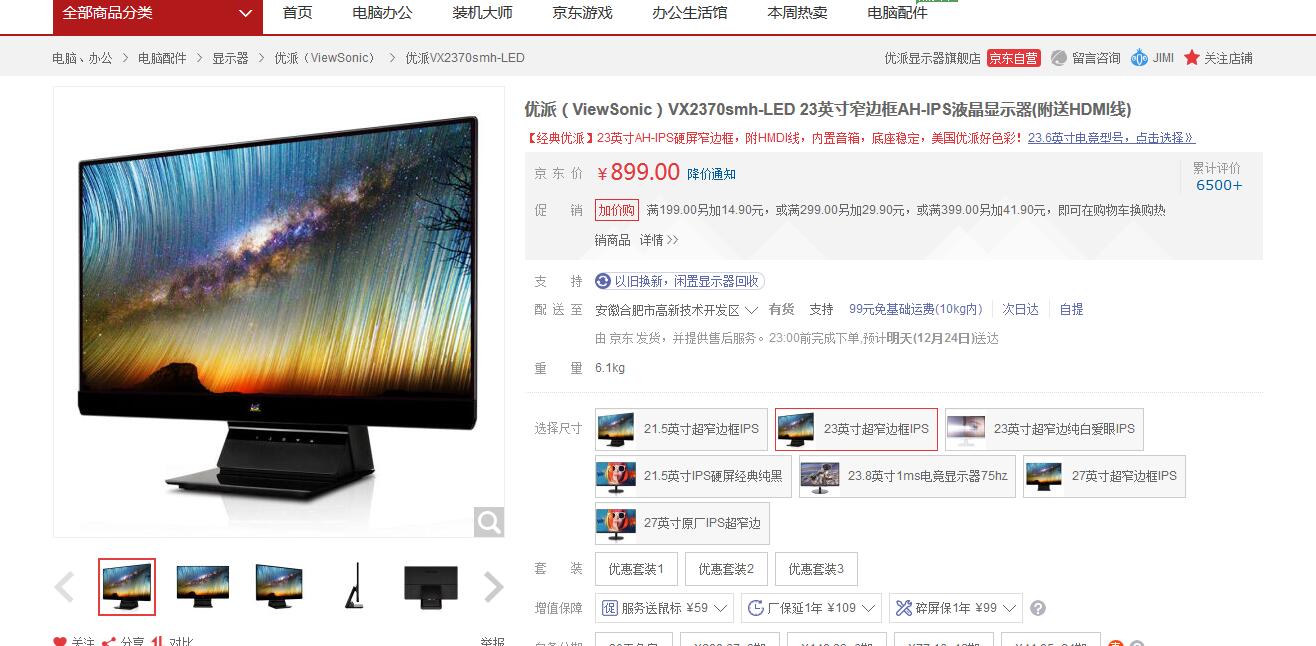 全部商品分类 首页 电脑办公 装机大师 京东游戏 办公生活馆 本周热卖 电脑配件
电脑、办公 > 电脑配件 > 显示器 > 优派（ViewSonic） > 优派VX2370smh-LED 优派显示器旗舰店 京东自营 留言咨询 JIMI 关注店铺
优派（ViewSonic）VX2370smh-LED 23英寸窄边框AH-IPS液晶显示器(附送HDMI线)
【经典优派】23英寸AH-IPS硬屏窄边框，附HMDI线，内置音箱，底座稳定，美国优派好色彩！23.6英寸电竞型号，点击选择》
京东价 ￥899.00 降价通知
累计评价
6500+
促销 加价购 满199.00另加14.90元，或满299.00另加29.90元，或满399.00另加41.90元，即可在购物车换购热
销商品 详情 >>
支持 以旧换新，闲置显示器回收
配送至 安徽合肥市高新技术开发区 有货 支持 99元免基础运费(10kg内) 次日达 自提
由 京东 发货，并提供售后服务。23:00前完成下单,预计明天(12月24日)送达
重量 6.1kg
选择尺寸 21.5英寸超窄边框IPS 23英寸超窄边框IPS 23英寸超窄边纯白爱眼IPS
21.5英寸IPS硬屏经典纯黑 23.8英寸1ms电竞显示器75hz 27英寸超窄边框IPS
27英寸原厂IPS超窄边
套装 优惠套装1 优惠套装2 优惠套装3
增值保障 促 服务送鼠标 ¥59 厂保延1年 ¥109 碎屏保1年 ¥99
关注 分享 对比 举报